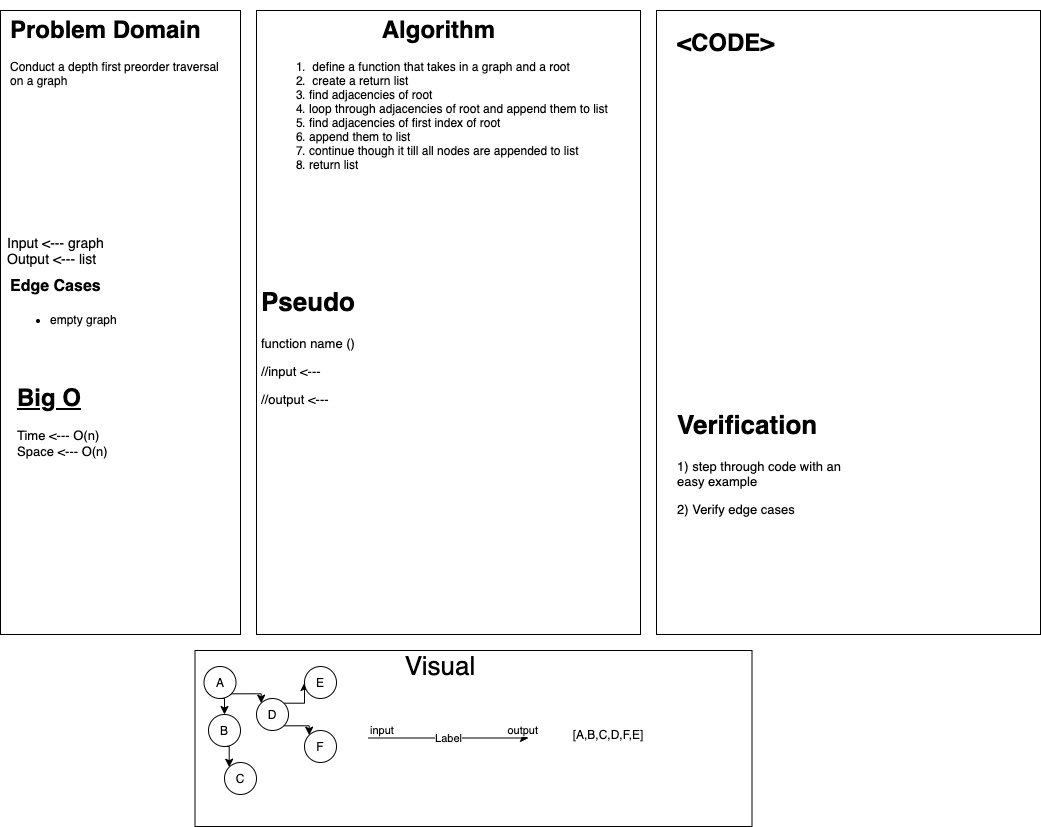 Problem Domain
Conduct a depth first preorder traversal
on a graph
Input <--- graph
Output <--- list
Edge Cases
• empty graph
Big O
Time <--- O(n)
Space <--- O(n)
Algorithm
1. define a function that takes in a graph and a root
2. create a return list
3. find adjacencies of root
4. loop through adjacencies of root and append them to list
5. find adjacencies of first index of root
6. append them to list
7. continue though it till all nodes are appended to list
8. return list
Pseudo
function name ()
//input <---
//output <---
<CODE>
Verification
1) step through code with an
easy example
2) Verify edge cases
Visual
A
E
D
B
F
C
input
Label
output
[A,B,C,D,F,E]